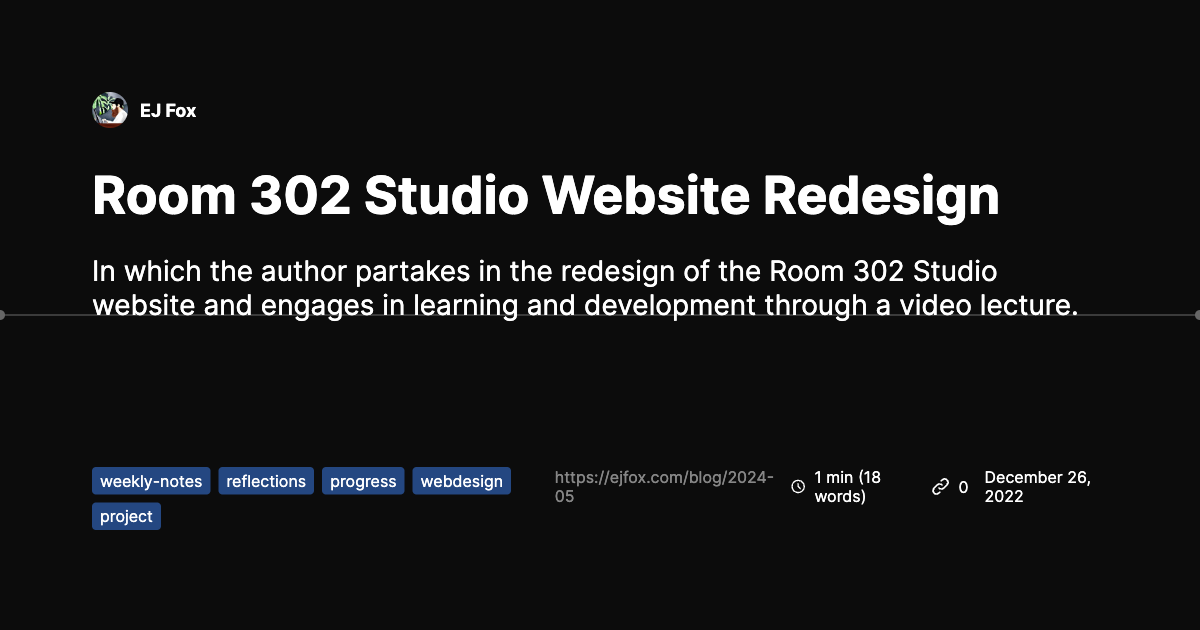 EJ Fox
Room 302 Studio Website Redesign
In which the author partakes in the redesign of the Room 302 Studio
website and engages in learning and development through a video lecture.
weekly-notes reflections progress webdesign
project
https://ejfox.com/blog/2024-
05
1 min (18
words)
0
December 26,
2022